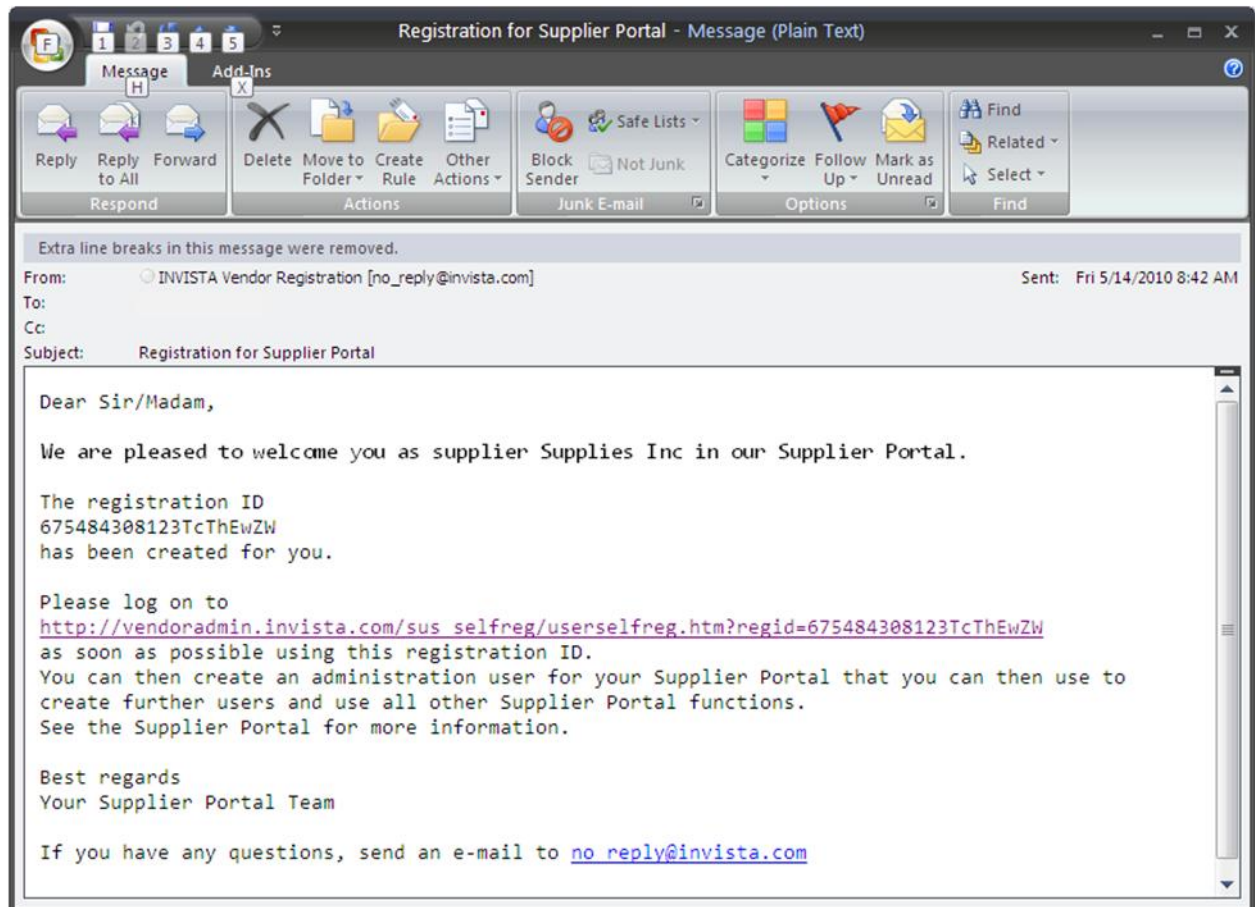 F 1 2 3 4 5 Registration for Supplier Portal - Message (Plain Text)
Message Add-Ins
H X
Reply Reply to All Forward
Respond
Delete Move to Folder Create Rule Other Actions
Actions
Block Sender Safe Lists Not Junk
Junk E-mail
Categorize Follow Up Mark as Unread
Options
Find
Related
Select
Find
Extra line breaks in this message were removed.
From: INVISTA Vendor Registration [no_reply@invista.com] Sent: Fri 5/14/2010 8:42 AM
To:
Cc:
Subject: Registration for Supplier Portal
Dear Sir/Madam,
We are pleased to welcome you as supplier Supplies Inc in our Supplier Portal.
The registration ID
675484308123TcThEwZW
has been created for you.
Please log on to
http://vendoradmin.invista.com/sus_selfreg/userselfreg.htm?regid=675484308123TcThEwZW
as soon as possible using this registration ID.
You can then create an administration user for your Supplier Portal that you can then use to
create further users and use all other Supplier Portal functions.
See the Supplier Portal for more information.
Best regards
Your Supplier Portal Team
If you have any questions, send an e-mail to no_reply@invista.com